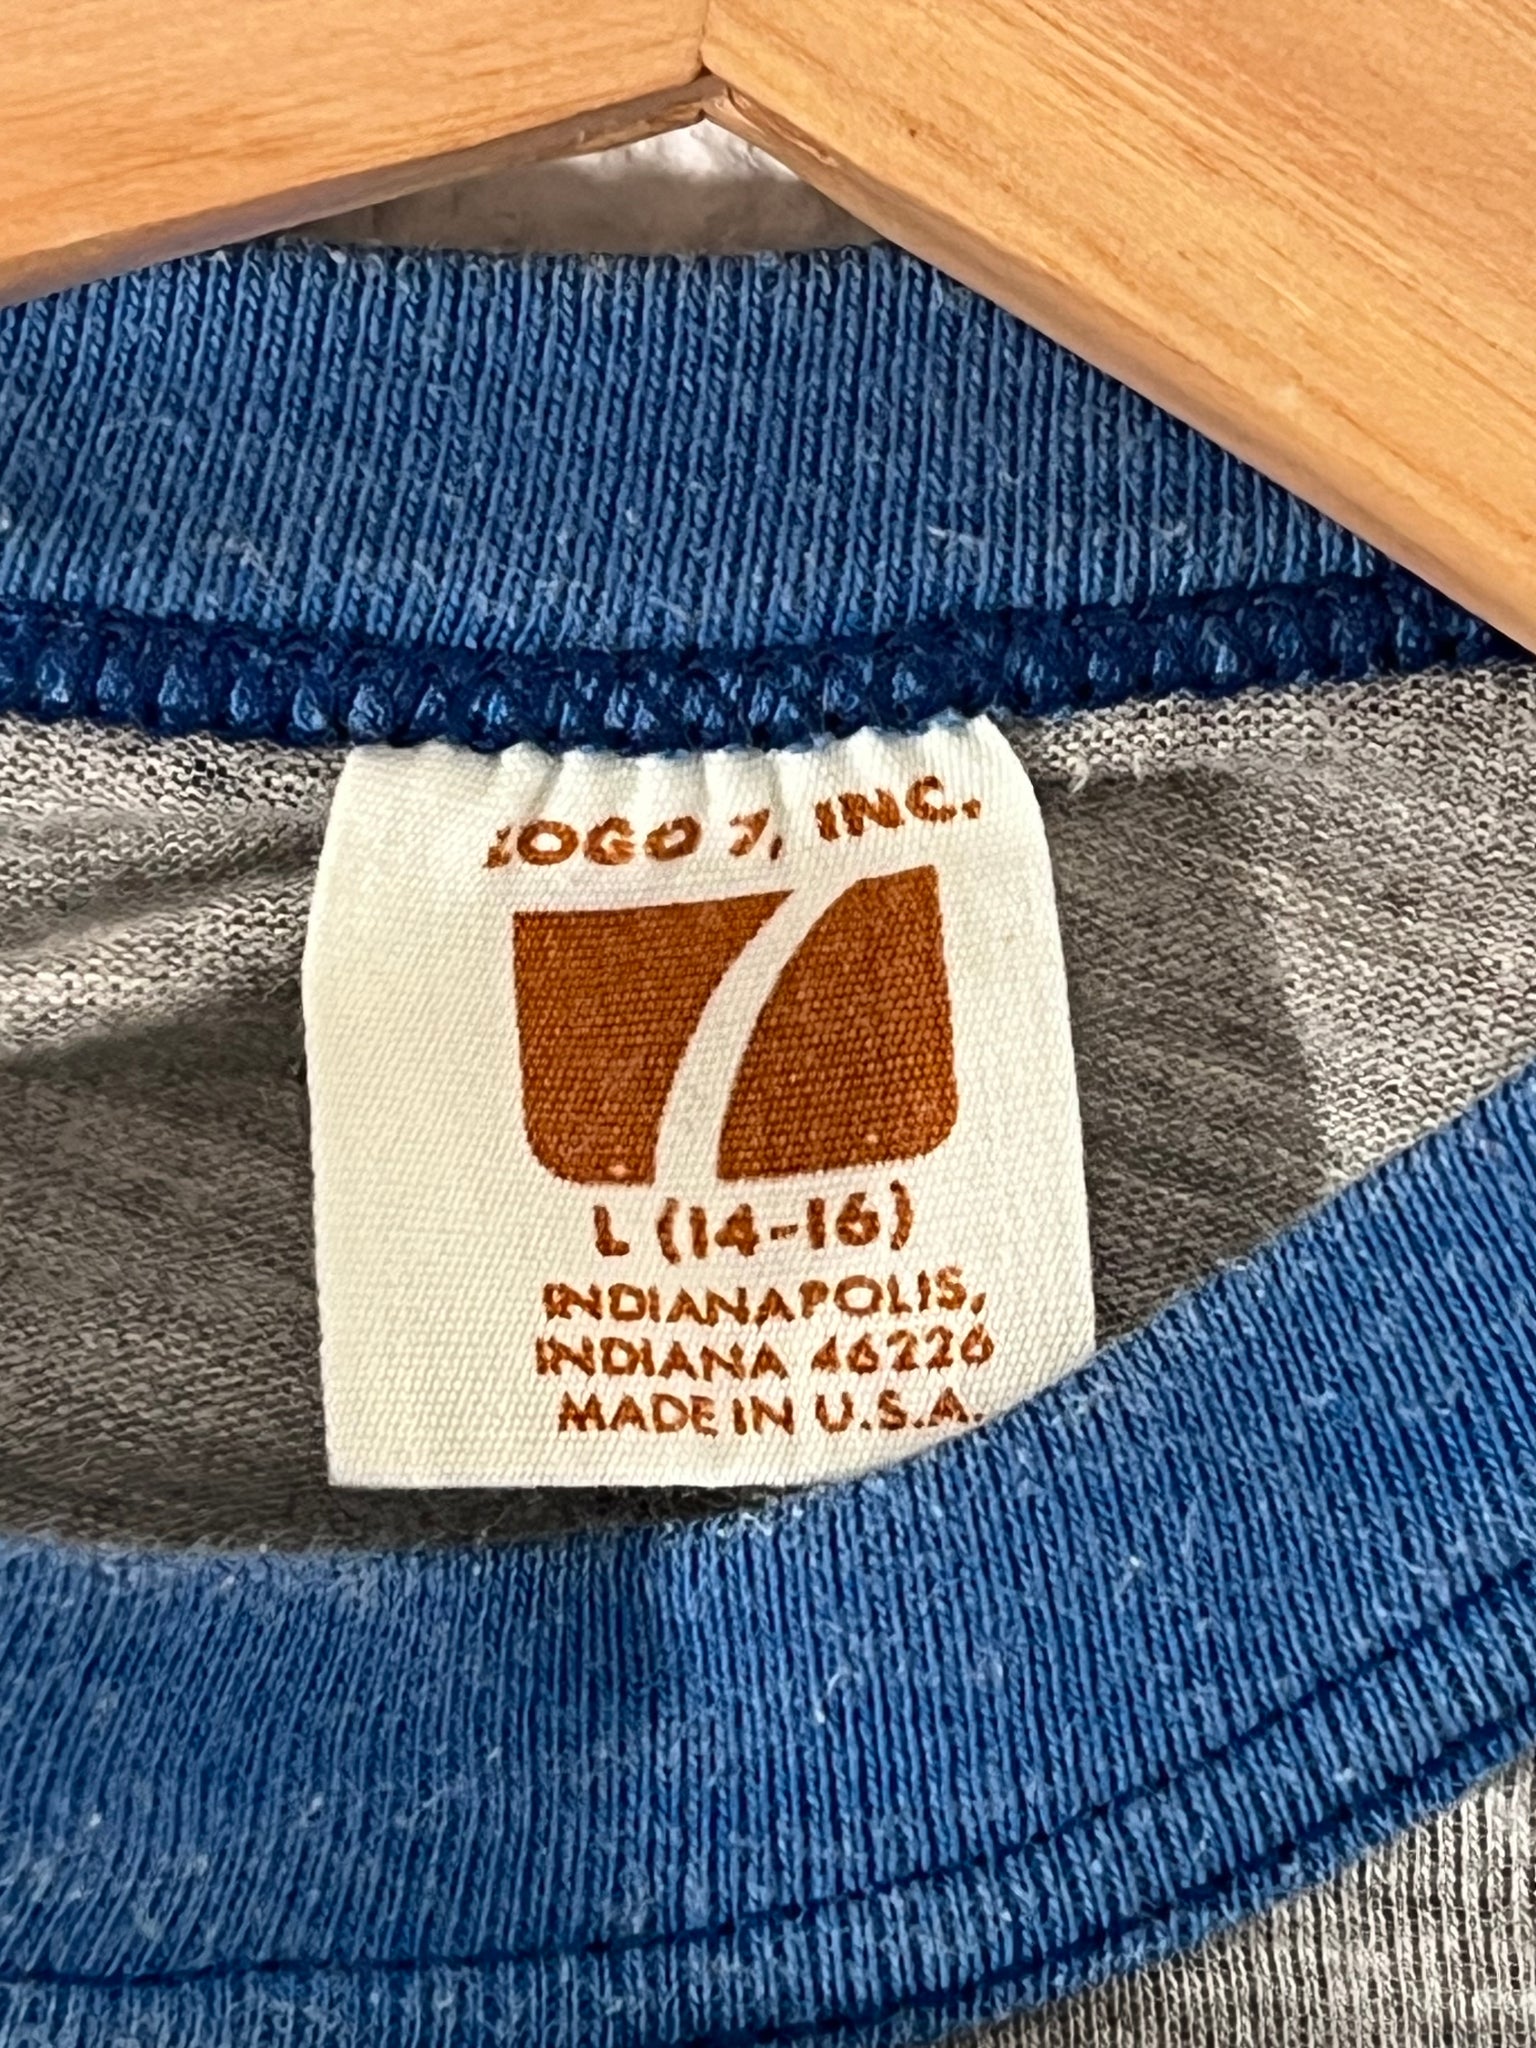 LOGO 7, INC.
7
L (14-16)
INDIANAPOLIS,
INDIANA 46226
MADE IN U.S.A.